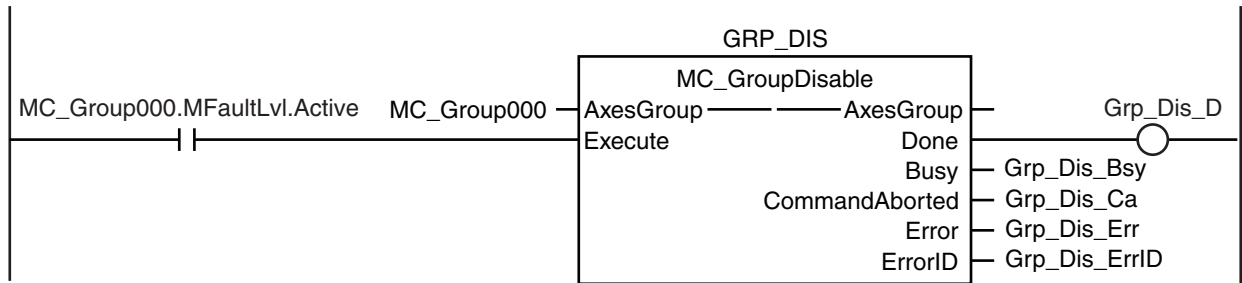 GRP_DIS
MC_GroupDisable
MC_Group000.MFaultLvl.Active MC_Group000 AxesGroup AxesGroup Grp_Dis_D
Execute Done
Busy Grp_Dis_Bsy
CommandAborted Grp_Dis_Ca
Error Grp_Dis_Err
ErrorID Grp_Dis_ErrID